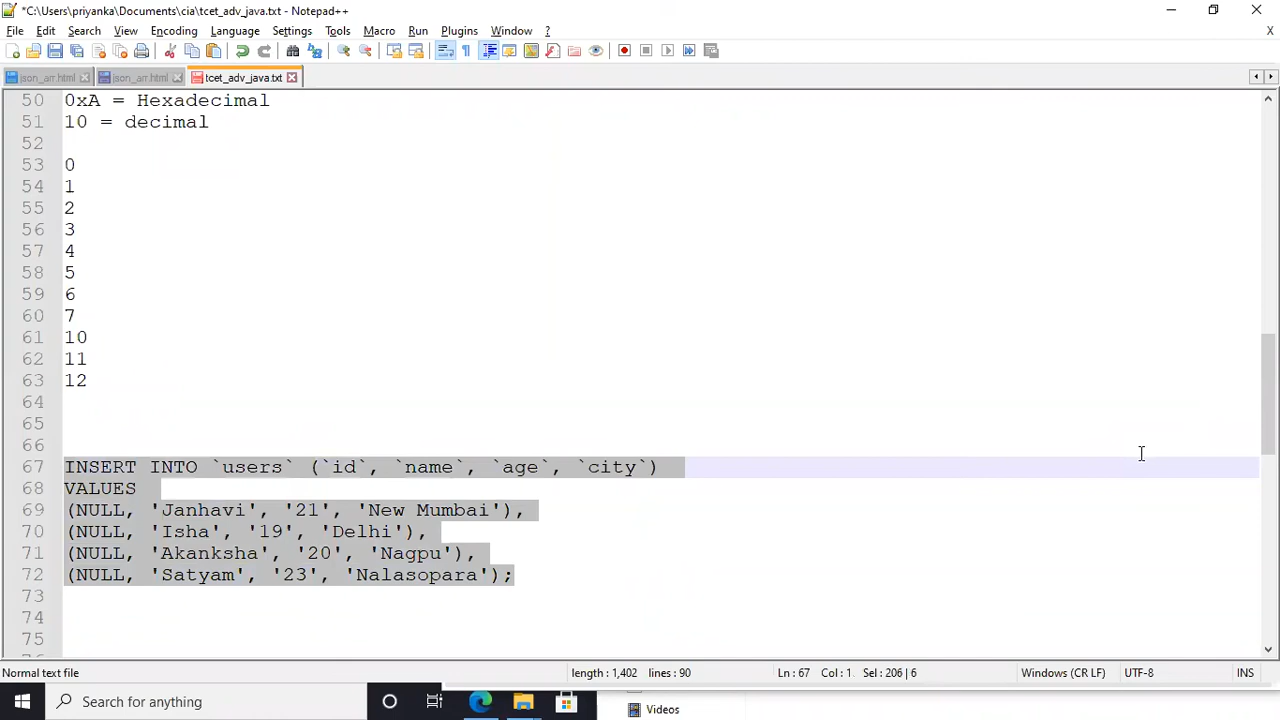 *C:\Users\priyanka\Documents\cia\tcet_adv_java.txt - Notepad++
File Edit Search View Encoding Language Settings Tools Macro Run Plugins Window ? X
json_arr.html json_arr.html tcet_adv_java.txt
50 0xA = Hexadecimal
51 10 = decimal
52
53 0
54 1
55 2
56 3
57 4
58 5
59 6
60 7
61 10
62 11
63 12
64
65
66
67 INSERT INTO `users` (`id`, `name`, `age`, `city`)
68 VALUES
69 (NULL, 'Janhavi', '21', 'New Mumbai'),
70 (NULL, 'Isha', '19', 'Delhi'),
71 (NULL, 'Akanksha', '20', 'Nagpu'),
72 (NULL, 'Satyam', '23', 'Nalasopara');
73
74
75
Normal text file length : 1,402 lines : 90 Ln : 67 Col : 1 Sel : 206 | 6 Windows (CR LF) UTF-8 INS
Search for anything
Videos